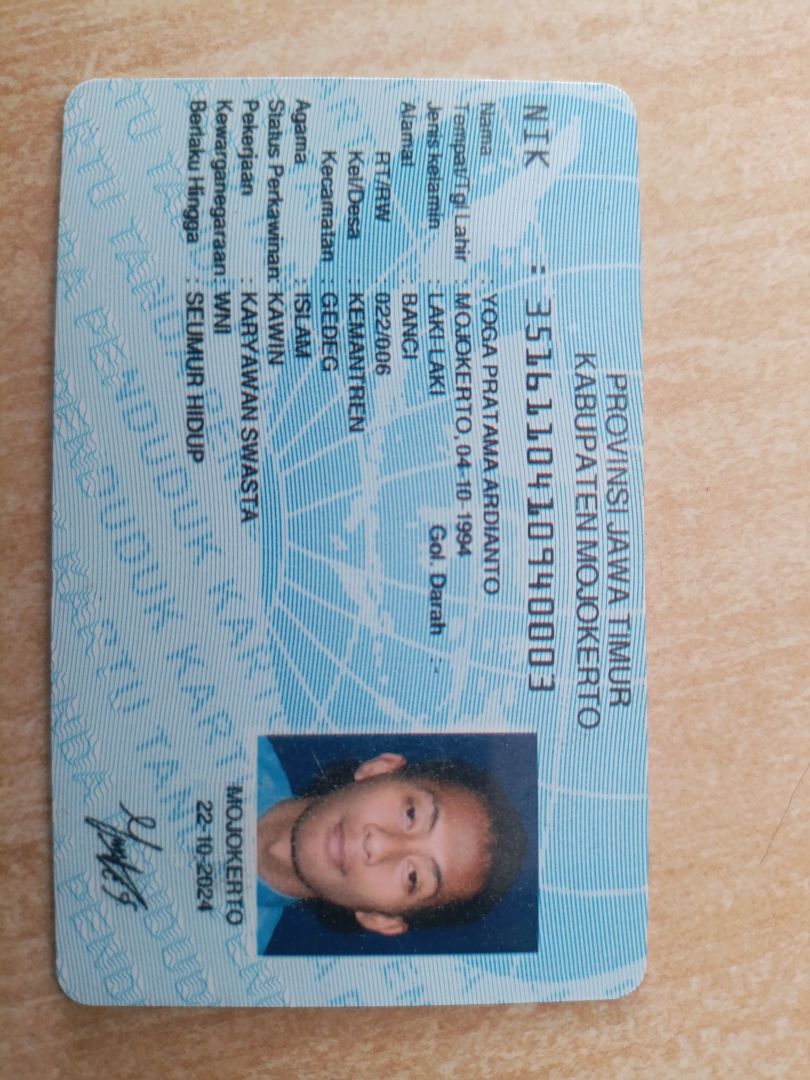 PROVINSI JAWA TIMUR
KABUPATEN MOJOKERTO
NIK : 3516110410940003
Nama : YOGA PRATAMA ARDIANTO
Tempat/Tgl Lahir : MOJOKERTO, 04-10-1994
Jenis kelamin : LAKI-LAKI Gol. Darah : -
Alamat BANCI
RT/RW : 022/006
Kel/Desa : KEMANTREN
Kecamatan : GEDEG
Agama : ISLAM
Status Perkawinan: KAWIN
Pekerjaan : KARYAWAN SWASTA
Kewarganegaraan: WNI
Berlaku Hingga : SEUMUR HIDUP
MOJOKERTO
22-10-2024